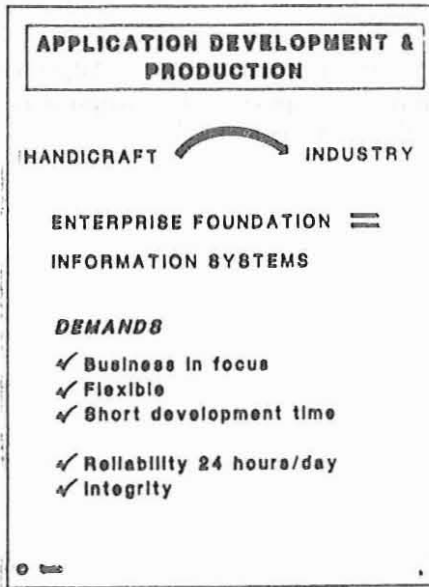 APPLICATION DEVELOPMENT &
PRODUCTION
HANDICRAFT INDUSTRY
ENTERPRISE FOUNDATION =
INFORMATION SYSTEMS
DEMANDS
✓ Business in focus
✓ Flexible
✓ Short development time
✓ Reliability 24 hours/day
✓ Integrity